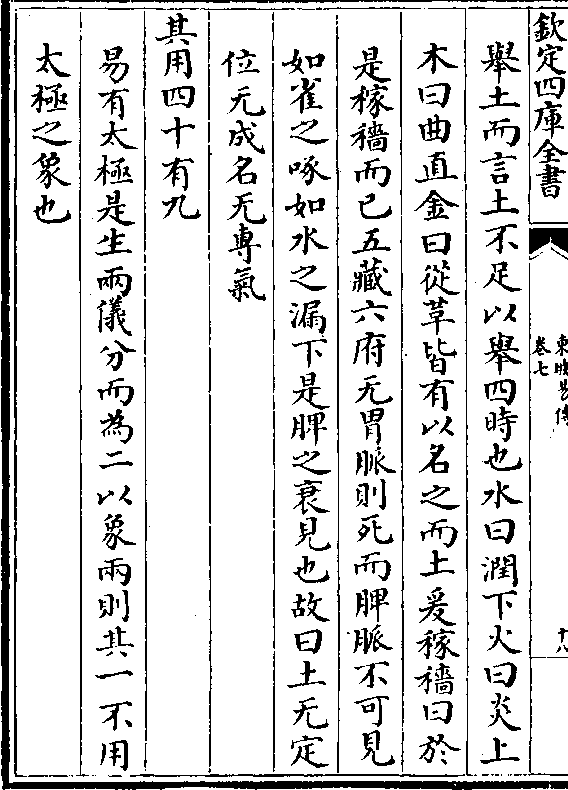 欽定四庫全書
東坡易傳
卷七
十八
舉土而言土不足以舉四時也水曰潤下火曰炎上
木曰曲直金曰從革皆有以名之而土爰稼穡曰於
是稼穡而已五藏六府无胃脈則死而脾脈不可見
如雀之啄如水之漏下是脾之衰見也故曰土无定
位无成名无專氣
其用四十有九
易有太極是生兩儀分而為二以象兩則其一不用
太極之象也